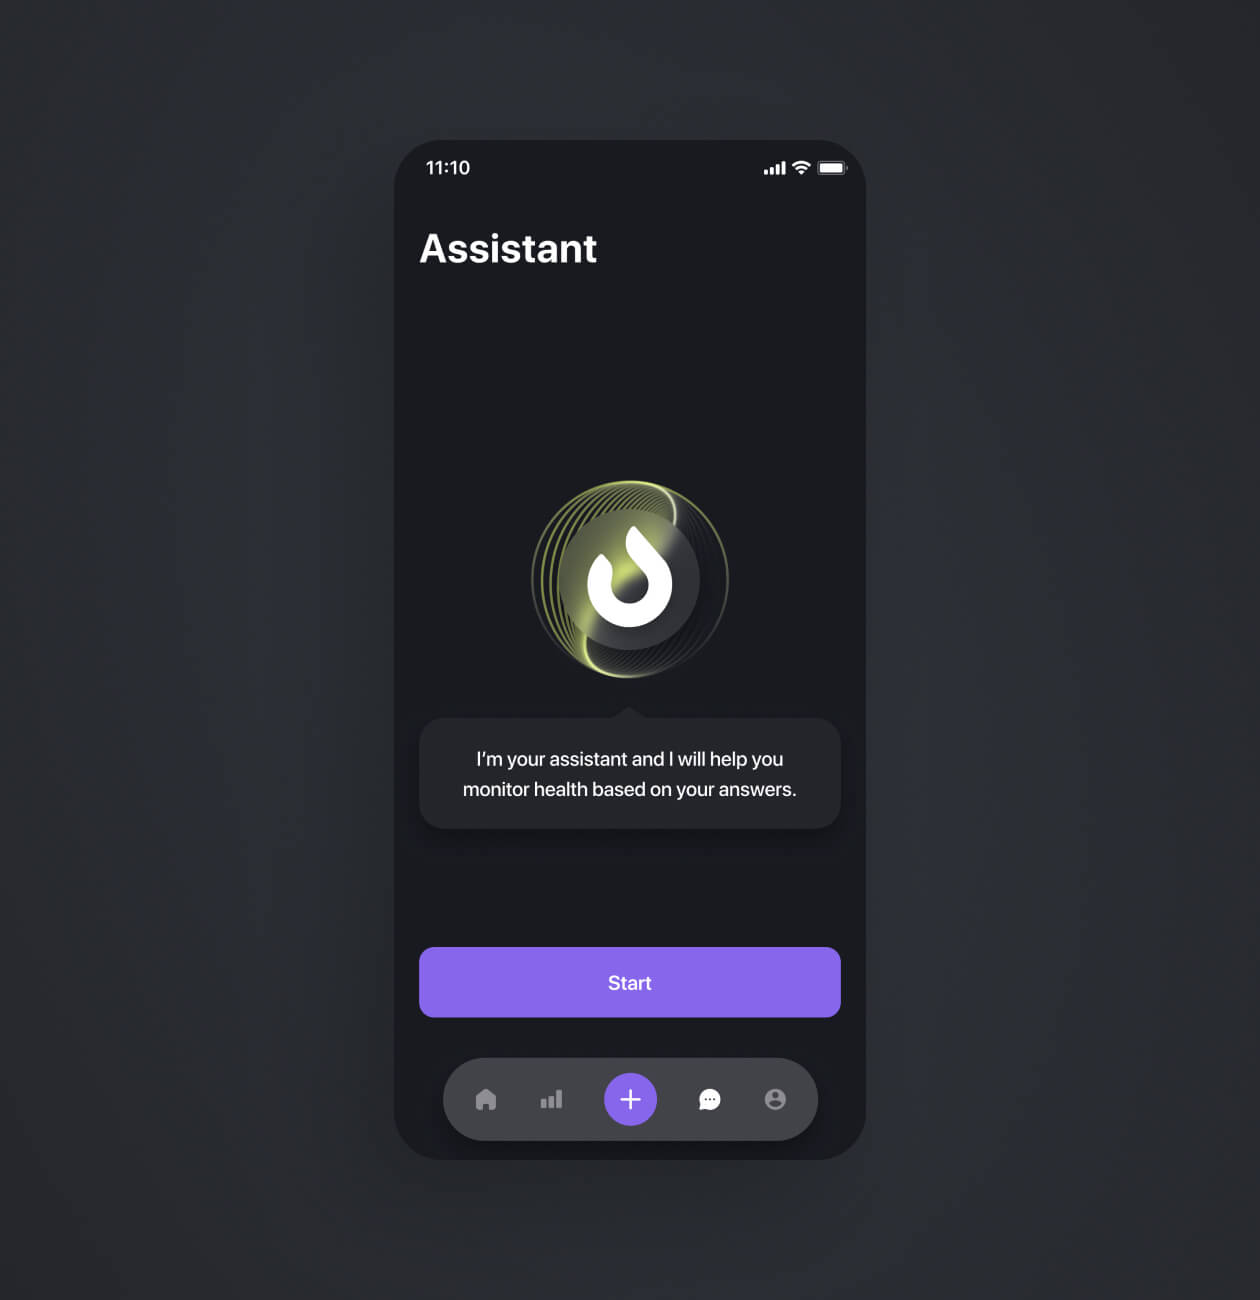 11:10
Assistant
I’m your assistant and I will help you
monitor health based on your answers.
Start